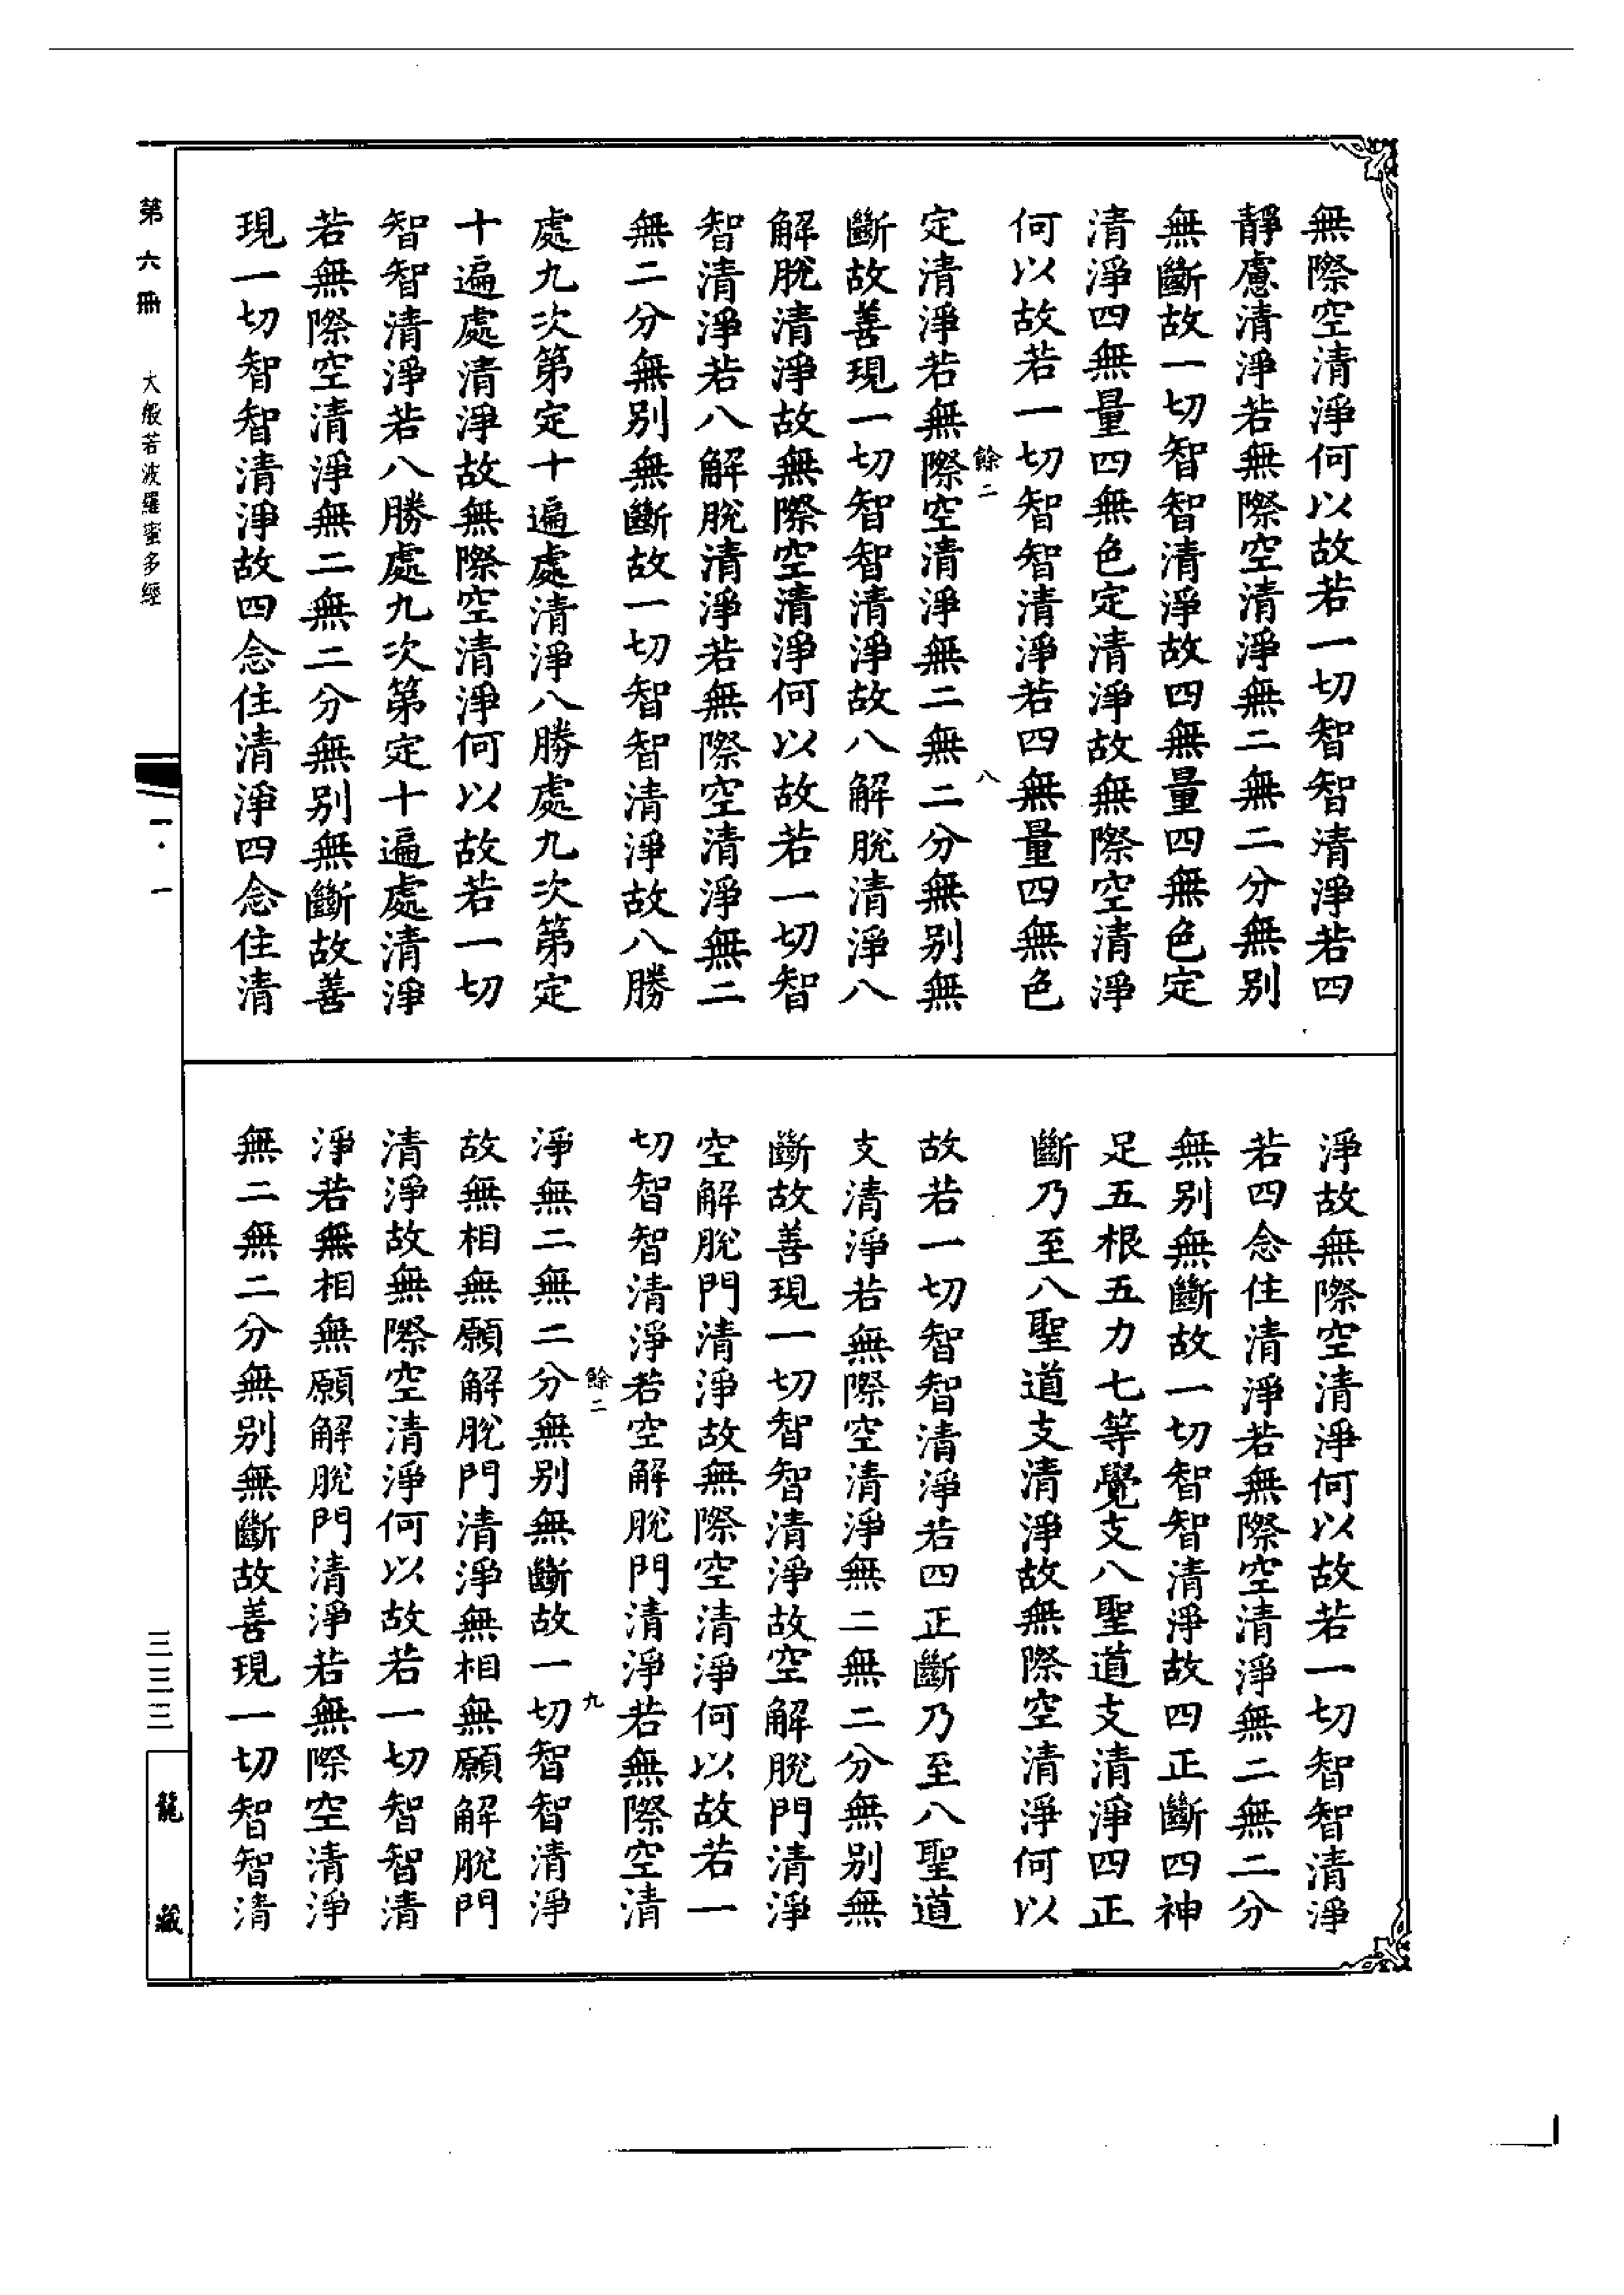 無際空清淨何以故若一切智智清淨若四
靜慮清淨若無際空清淨無二無二分無別
無斷故一切智智清淨故四無量四無色定
清淨四無量四無色定清淨故無際空清淨
何以故若一切智智清淨若四無量四無色
餘二 八
定清淨若無際空清淨無二無二分無別無
斷故善現一切智智清淨故八解脫清淨八
解脫清淨故無際空清淨何以故若一切智
智清淨若八解脫清淨若無際空清淨無二
無二分無別無斷故一切智智清淨故八勝
處九次第定十遍處清淨八勝處九次第定
十遍處清淨故無際空清淨何以故若一切
智智清淨若八勝處九次第定十遍處清淨
若無際空清淨無二無二分無別無斷故善
現一切智智清淨故四念住清淨四念住清
淨故無際空清淨何以故若一切智智清淨
若四念住清淨若無際空清淨無二無二分
無別無斷故一切智智清淨故四正斷四神
足五根五力七等覺支八聖道支清淨四正
斷乃至八聖道支清淨故無際空清淨何以
故若一切智智清淨若四正斷乃至八聖道
支清淨若無際空清淨無二無二分無別無
斷故善現一切智智清淨故空解脫門清淨
空解脫門清淨故無際空清淨何以故若一
切智智清淨若空解脫門清淨若無際空清
餘二 九
淨無二無二分無別無斷故一切智智清淨
故無相無願解脫門清淨無相無願解脫門
清淨故無際空清淨何以故若一切智智清
淨若無相無願解脫門清淨若無際空清淨
無二無二分無別無斷故善現一切智智清
第六冊 大般若波羅蜜多經
一·一
三三三
龍藏